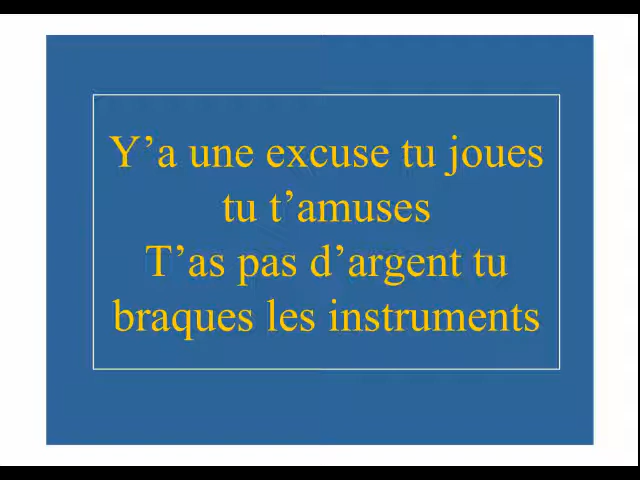 Y’a une excuse tu joues
tu t’amuses
T’as pas d’argent tu
braques les instruments